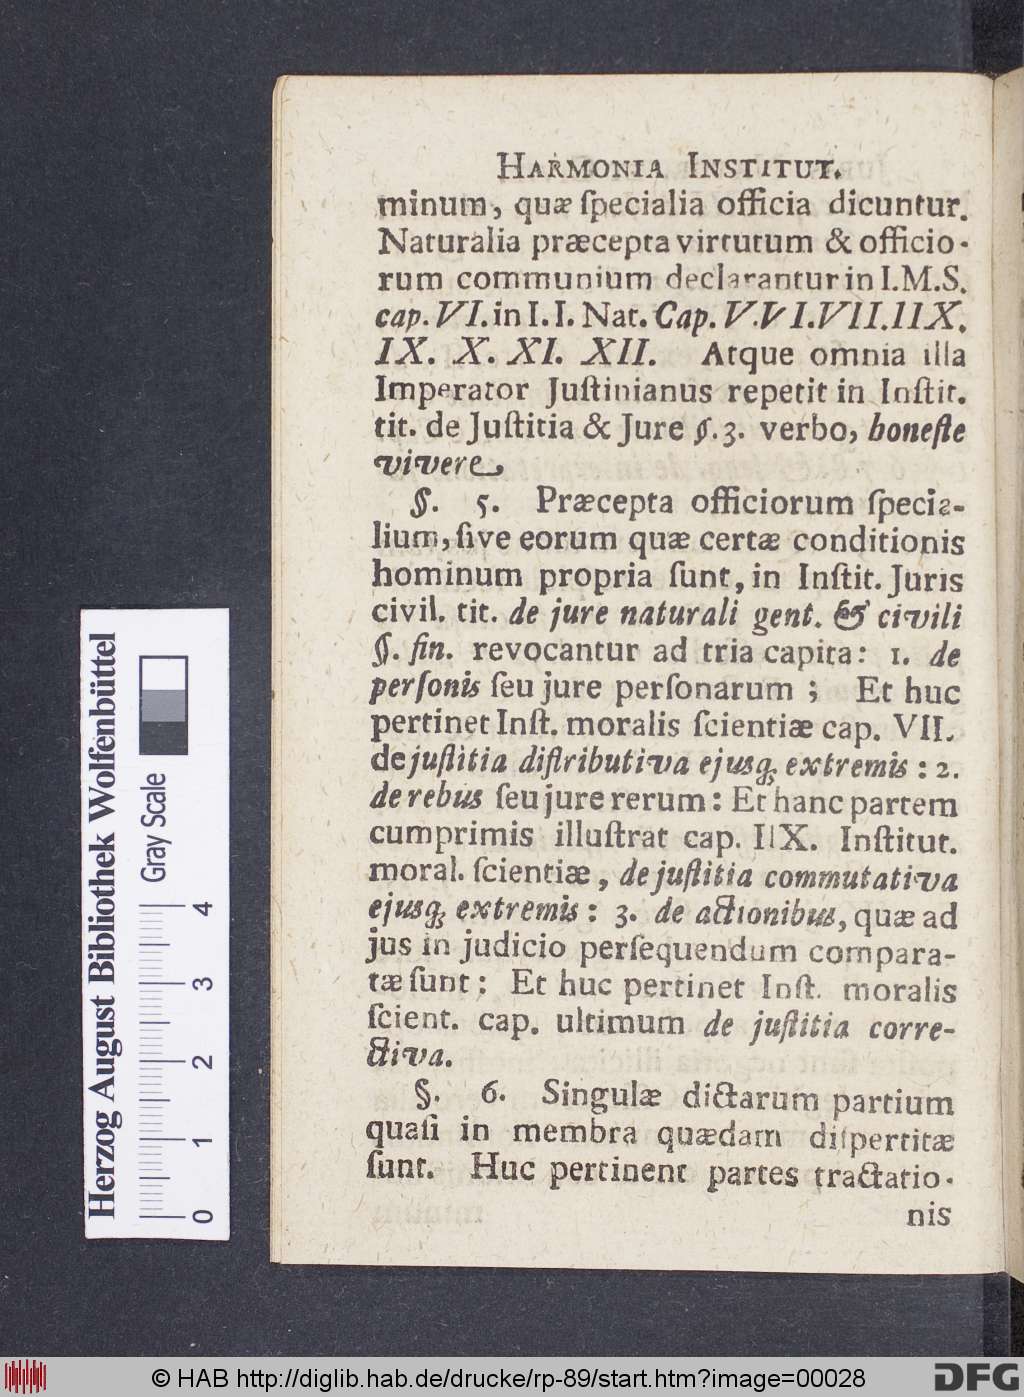 HARMONIA INSTITUT.
minum, quæ ſpecialia officia dicuntur.
Naturalia præcepta virtutum & officio-
rum communium declarantur in I.M.S.
cap. VI. in I. I. Nat. Cap. V. VI. VII. IIX.
IX. X. XI. XII. Atque omnia illa
Imperator Juſtinianus repetit in Inſtit.
tit. de Juſtitia & Jure §. 3. verbo, honeſte
vivere.
§. 5. Præcepta officiorum ſpecia-
lium, ſive eorum quæ certæ conditionis
hominum propria ſunt, in Inſtit. Juris
civil. tit. de jure naturali gent. & civili
§. fin. revocantur ad tria capita: 1. de
perſonis ſeu jure perſonarum; Et huc
pertinet Inſt. moralis ſcientiæ cap. VII.
de juſtitia diſtributiva ejusq; extremis: 2.
de rebus ſeu jure rerum: Et hanc partem
cumprimis illuſtrat cap. IIX. Inſtitut.
moral. ſcientiæ, de juſtitia commutativa
ejusq; extremis: 3. de actionibus, quæ ad
jus in judicio perſequendum compara-
tæ ſunt: Et huc pertinet Inſt. moralis
ſcient. cap. ultimum de juſtitia corre-
ctiva.
§. 6. Singulæ dictarum partium
quaſi in membra quædam diſpertitæ
ſunt. Huc pertinent partes tractatio-
nis
Herzog August Bibliothek Wolfenbüttel
Gray Scale
0 1 2 3 4
© HAB http://diglib.hab.de/drucke/rp-89/start.htm?image=00028
DFG